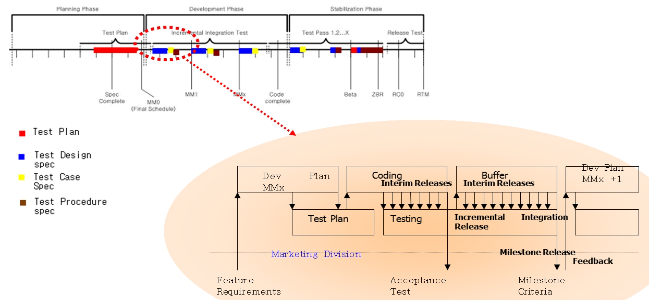 Planning Phase
Development Phase
Stabilization Phase
Test Plan
Incremental Integration Test
Test Pass 1,2...X
Release Test
Spec
Complete
MM0
(Final Schedule)
MM1
MMx
Code
complete
Beta
ZBR
RC0
RTM
Test Plan
Test Design
spec
Test Case
Spec
Test Procedure
spec
Dev Plan
MMx
Coding
Buffer
Dev Plan
MMx +1
Interim Releases
Interim Releases
Test Plan
Testing
Incremental Integration
Release
Marketing Division
Milestone Release
Feedback
Feature
Requirements
Acceptance
Test
Milestone
Criteria